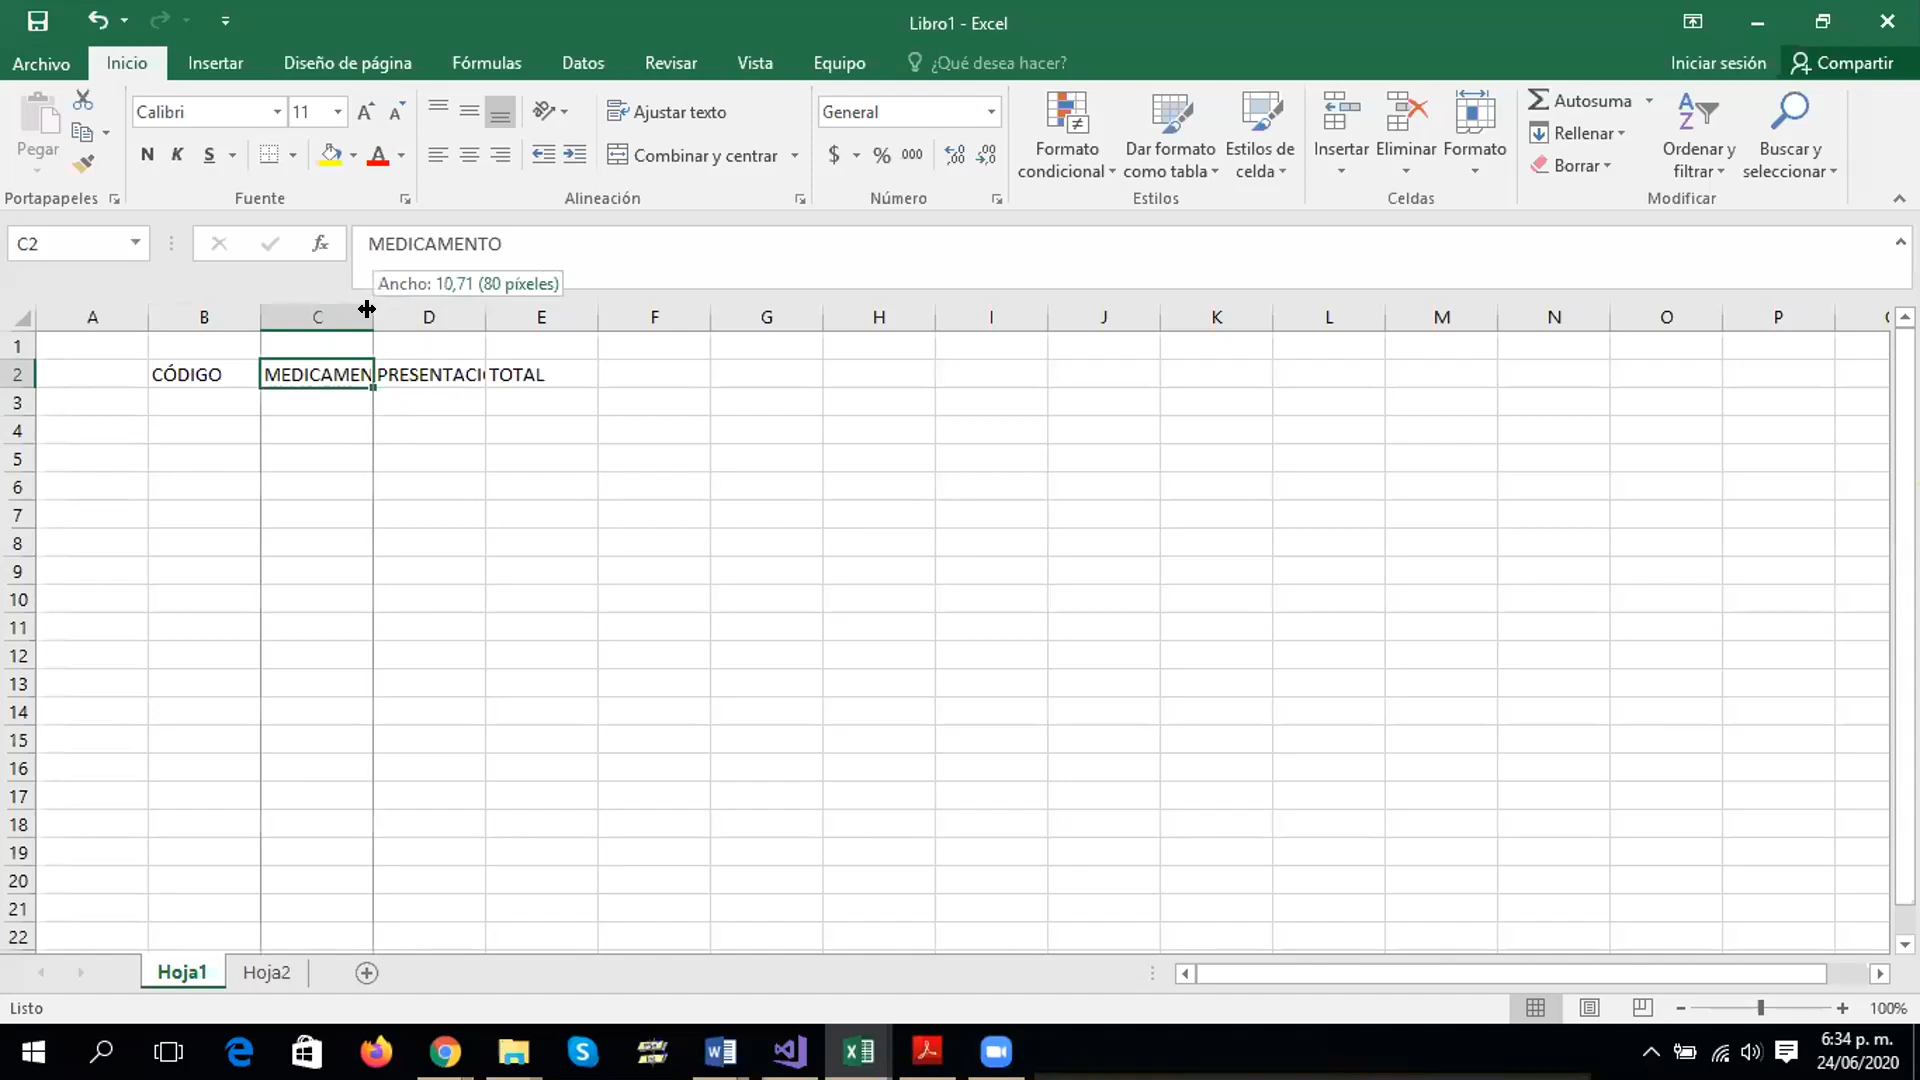 Libro1 - Excel
Archivo Inicio Insertar Diseño de página Fórmulas Datos Revisar Vista Equipo ¿Qué desea hacer? Iniciar sesión Compartir
Pegar
Portapapeles
Calibri 11
N K S
Fuente
Ajustar texto
Combinar y centrar
Alineación
General
$ % 000
Número
Formato condicional
Dar formato como tabla
Estilos de celda
Estilos
Insertar Eliminar Formato
Celdas
Autosuma
Rellenar
Borrar
Ordenar y filtrar
Buscar y seleccionar
Modificar
C2 fx MEDICAMENTO
Ancho: 10,71 (80 píxeles)
A B C D E F G H I J K L M N O P
1
2 CÓDIGO MEDICAMEN PRESENTACI TOTAL
3
4
5
6
7
8
9
10
11
12
13
14
15
16
17
18
19
20
21
22
Hoja1 Hoja2
Listo 100%
6:34 p. m.
24/06/2020